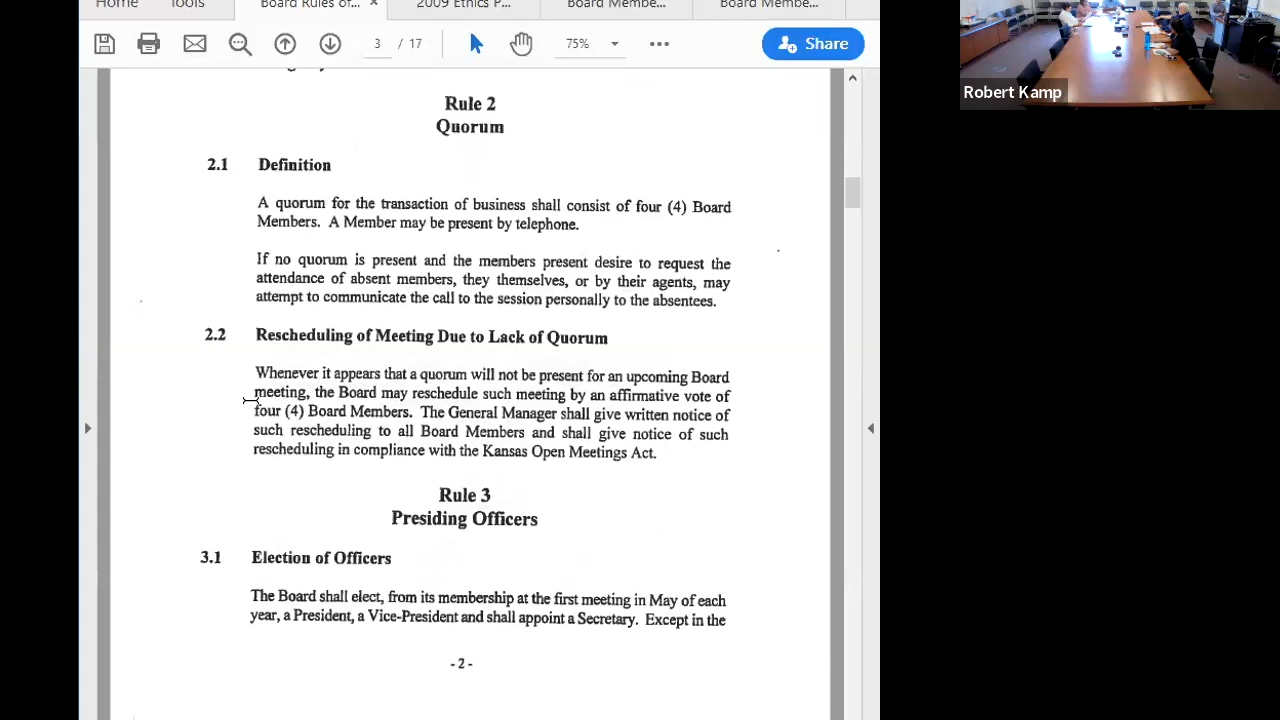 Home
Tools
Board Rules of...
×
2009 Ethics P...
Board Membe...
Board Membe...
3 / 17
75%
Share
Robert Kamp
Rule 2
Quorum
2.1 Definition
A quorum for the transaction of business shall consist of four (4) Board
Members. A Member may be present by telephone.
If no quorum is present and the members present desire to request the
attendance of absent members, they themselves, or by their agents, may
attempt to communicate the call to the session personally to the absentees.
2.2 Rescheduling of Meeting Due to Lack of Quorum
Whenever it appears that a quorum will not be present for an upcoming Board
meeting, the Board may reschedule such meeting by an affirmative vote of
four (4) Board Members. The General Manager shall give written notice of
such rescheduling to all Board Members and shall give notice of such
rescheduling in compliance with the Kansas Open Meetings Act.
Rule 3
Presiding Officers
3.1 Election of Officers
The Board shall elect, from its membership at the first meeting in May of each
year, a President, a Vice-President and shall appoint a Secretary. Except in the
- 2 -